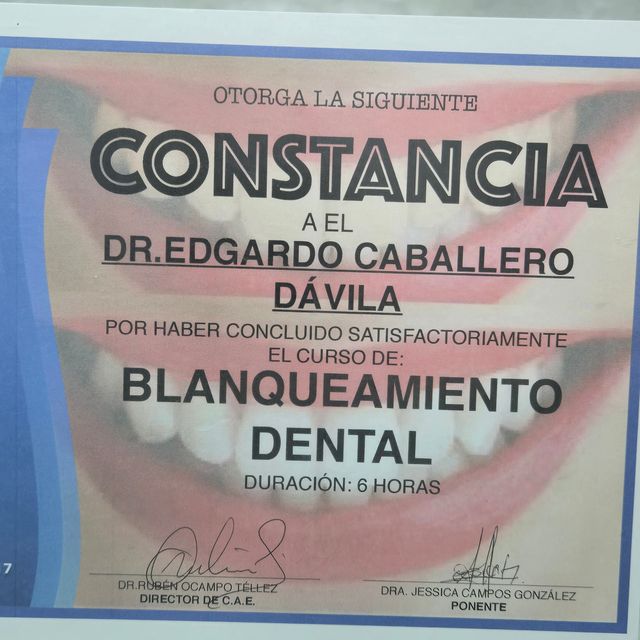 OTORGA LA SIGUIENTE
CONSTANCIA
A EL
DR.EDGARDO CABALLERO
DÁVILA
POR HABER CONCLUIDO SATISFACTORIAMENTE
EL CURSO DE:
BLANQUEAMIENTO
DENTAL
DURACIÓN: 6 HORAS
DR.RUBÉN OCAMPO TÉLLEZ
DIRECTOR DE C.A.E.
DRA. JESSICA CAMPOS GONZÁLEZ
PONENTE
7